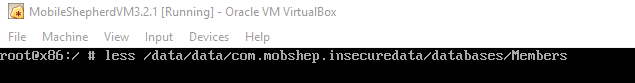 MobileShepherdVM3.2.1 [Running] - Oracle VM VirtualBox
File Machine View Input Devices Help
root@x86:/ # less /data/data/com.mobshep.insecuredata/databases/Members